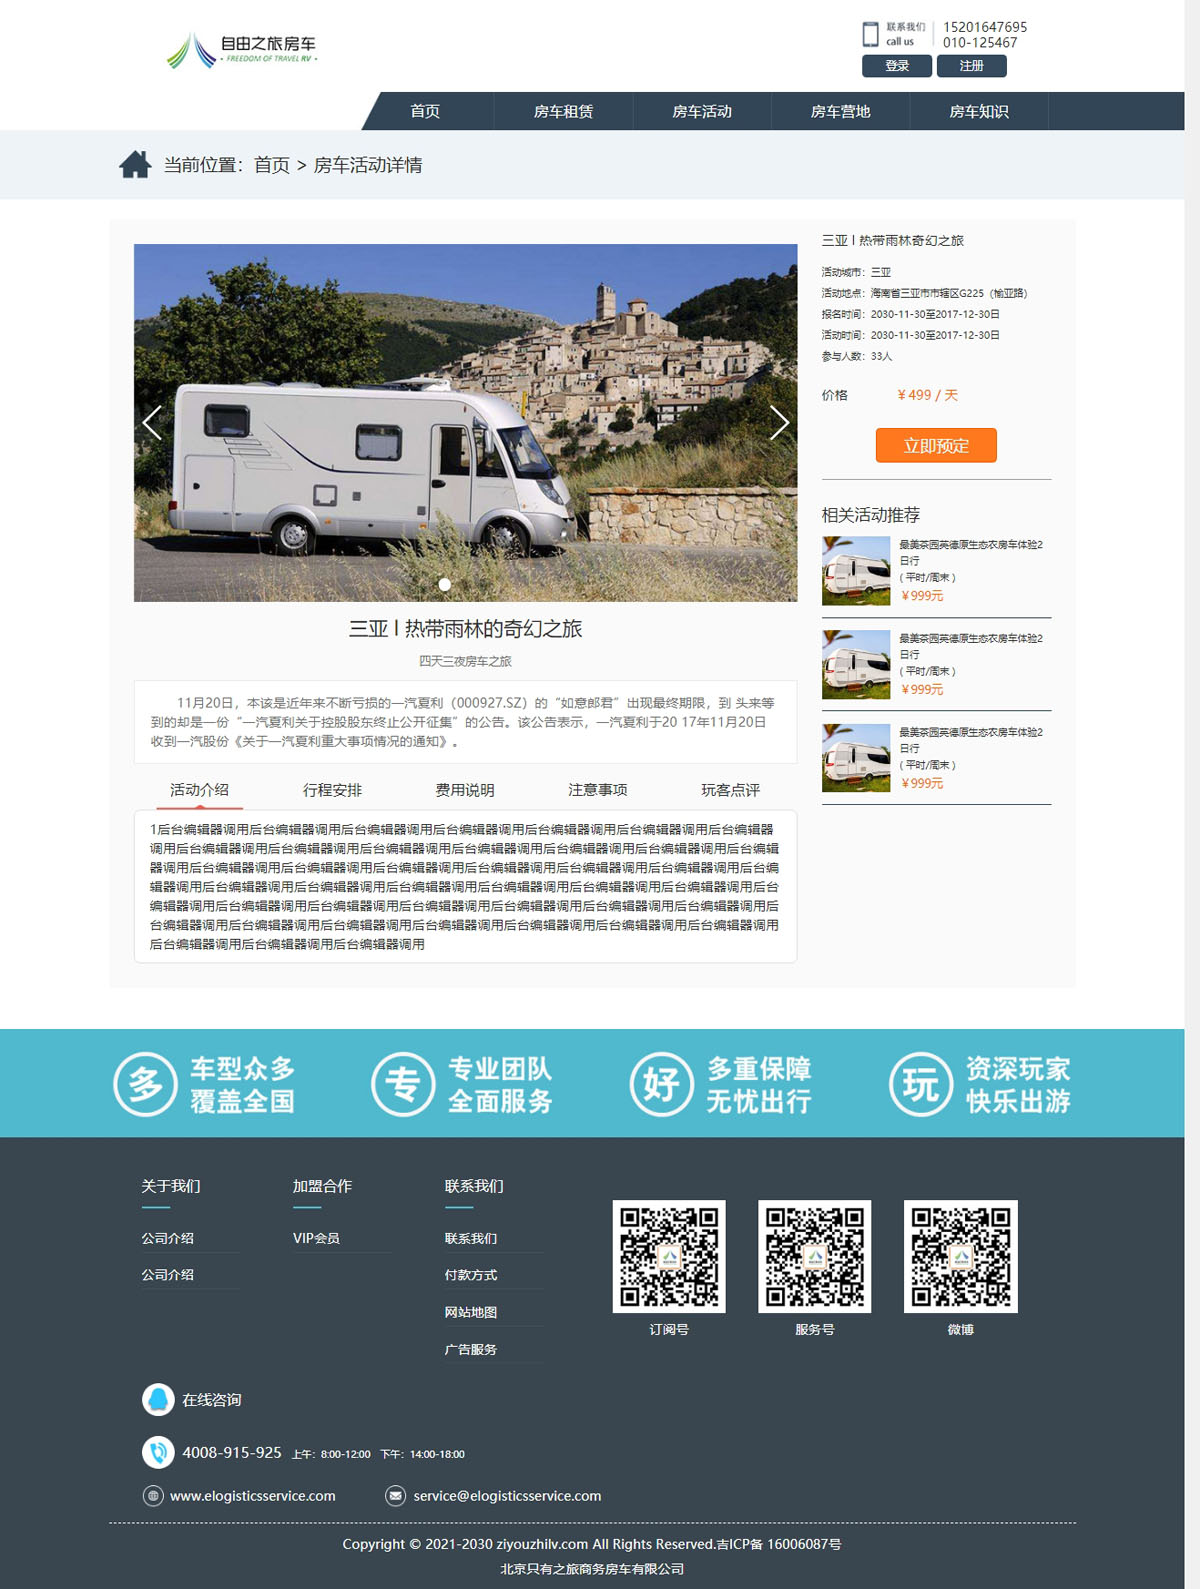 自由之旅房车
· FREEDOM OF TRAVEL RV ·
联系我们
call us
15201647695
010-125467
登录
注册
首页
房车租赁
房车活动
房车营地
房车知识
当前位置：首页 > 房车活动详情
三亚 I 热带雨林奇幻之旅
活动城市：三亚
活动地点：海南省三亚市市辖区G225（榆亚路）
报名时间：2030-11-30至2017-12-30日
活动时间：2030-11-30至2017-12-30日
参与人数：33人
价格
￥499 / 天
立即预定
相关活动推荐
最美茶园英德原生态农房车体验2
日行
( 平时/周末 )
￥999元
最美茶园英德原生态农房车体验2
日行
( 平时/周末 )
￥999元
最美茶园英德原生态农房车体验2
日行
( 平时/周末 )
￥999元
三亚 I 热带雨林的奇幻之旅
四天三夜房车之旅
11月20日，本该是近年来不断亏损的一汽夏利（000927.SZ）的“如意郎君”出现最终期限，到 头来等
到的却是一份“一汽夏利关于控股股东终止公开征集”的公告。该公告表示，一汽夏利于20 17年11月20日
收到一汽股份《关于一汽夏利重大事项情况的通知》。
活动介绍
行程安排
费用说明
注意事项
玩客点评
1后台编辑器调用后台编辑器调用后台编辑器调用后台编辑器调用后台编辑器调用后台编辑器调用后台编辑器
调用后台编辑器调用后台编辑器调用后台编辑器调用后台编辑器调用后台编辑器调用后台编辑器调用后台编辑
器调用后台编辑器调用后台编辑器调用后台编辑器调用后台编辑器调用后台编辑器调用后台编辑器调用后台编
辑器调用后台编辑器调用后台编辑器调用后台编辑器调用后台编辑器调用后台编辑器调用后台编辑器调用后台
编辑器调用后台编辑器调用后台编辑器调用后台编辑器调用后台编辑器调用后台编辑器调用后台编辑器调用后
台编辑器调用后台编辑器调用后台编辑器调用后台编辑器调用后台编辑器调用后台编辑器调用后台编辑器调用
后台编辑器调用后台编辑器调用后台编辑器调用
多
车型众多
覆盖全国
专
专业团队
全面服务
好
多重保障
无忧出行
玩
资深玩家
快乐出游
关于我们
公司介绍
公司介绍
加盟合作
VIP会员
联系我们
联系我们
付款方式
网站地图
广告服务
订阅号
服务号
微博
在线咨询
4008-915-925 上午：8:00-12:00 下午：14:00-18:00
www.elogisticsservice.com
service@elogisticsservice.com
Copyright © 2021-2030 ziyouzhilv.com All Rights Reserved.吉ICP备 16006087号
北京只有之旅商务房车有限公司